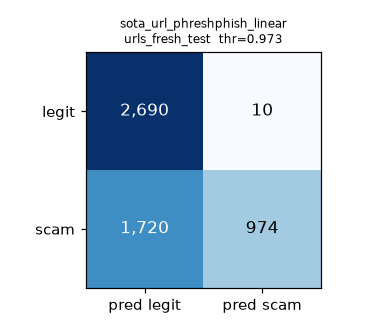 sota_url_phreshphish_linear
urls_fresh_test thr=0.973
legit 2,690 10
scam 1,720 974
pred legit pred scam